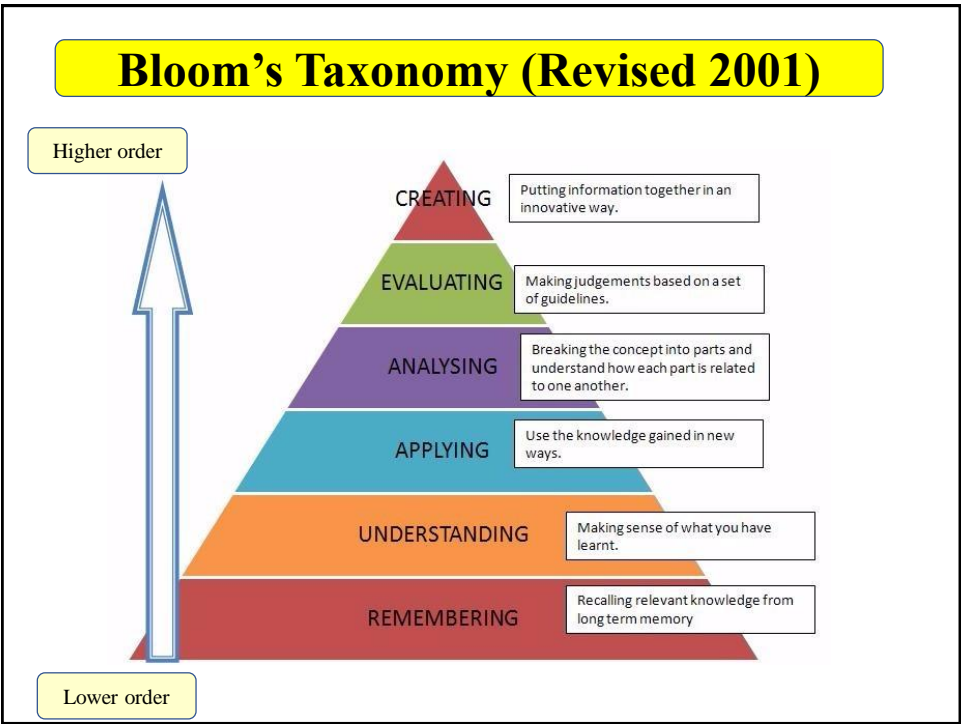 Bloom’s Taxonomy (Revised 2001)
Higher order
CREATING
Putting information together in an
innovative way.
EVALUATING
Making judgements based on a set
of guidelines.
ANALYSING
Breaking the concept into parts and
understand how each part is related
to one another.
APPLYING
Use the knowledge gained in new
ways.
UNDERSTANDING
Making sense of what you have
learnt.
REMEMBERING
Recalling relevant knowledge from
long term memory
Lower order